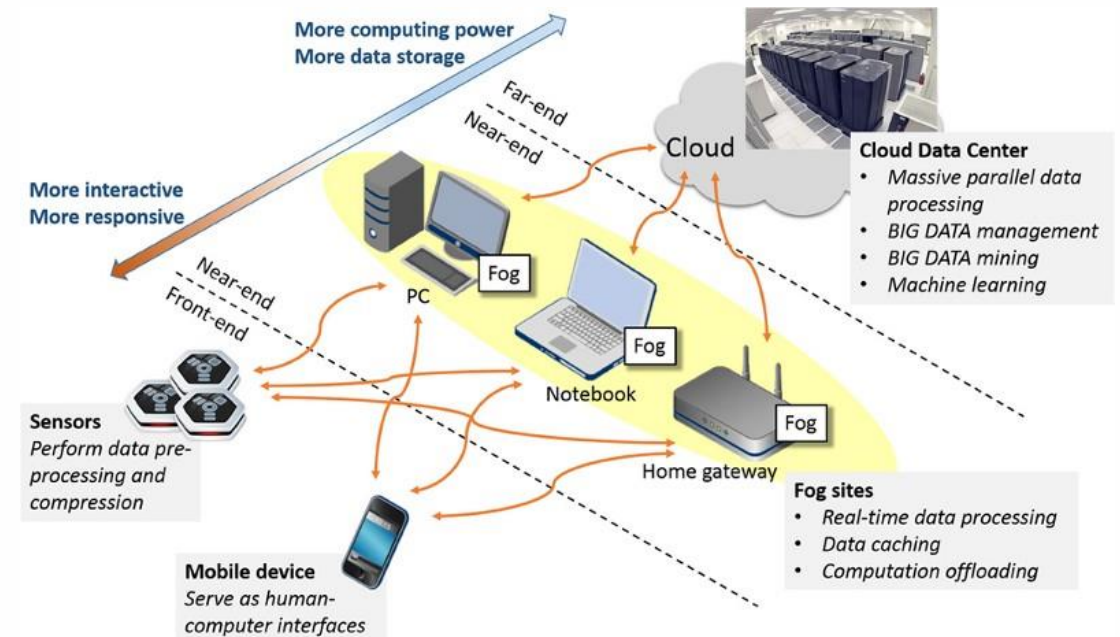 More computing power
More data storage
Far-end
Near-end
Cloud
Cloud Data Center
• Massive parallel data
processing
• BIG DATA management
• BIG DATA mining
• Machine learning
More interactive
More responsive
Near-end
Front-end
Fog
PC
Fog
Notebook
Fog
Home gateway
Sensors
Perform data pre-
processing and
compression
Fog sites
• Real-time data processing
• Data caching
• Computation offloading
Mobile device
Serve as human-
computer interfaces